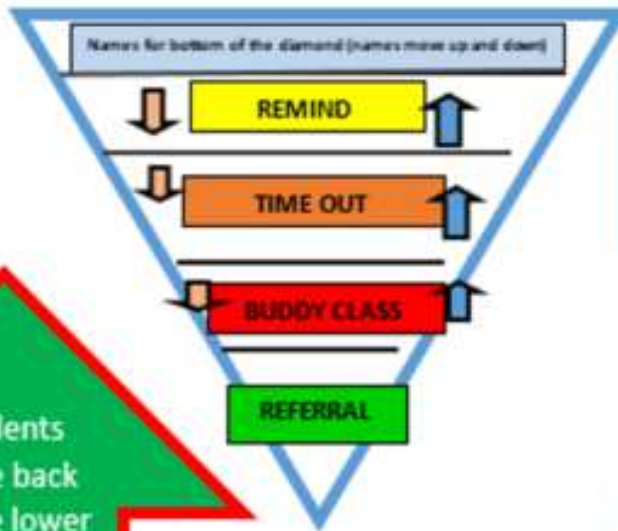 Names for bottom of the diamond (names move up and down)
REMIND
TIME OUT
BUDDY CLASS
REFERRAL
back
lower